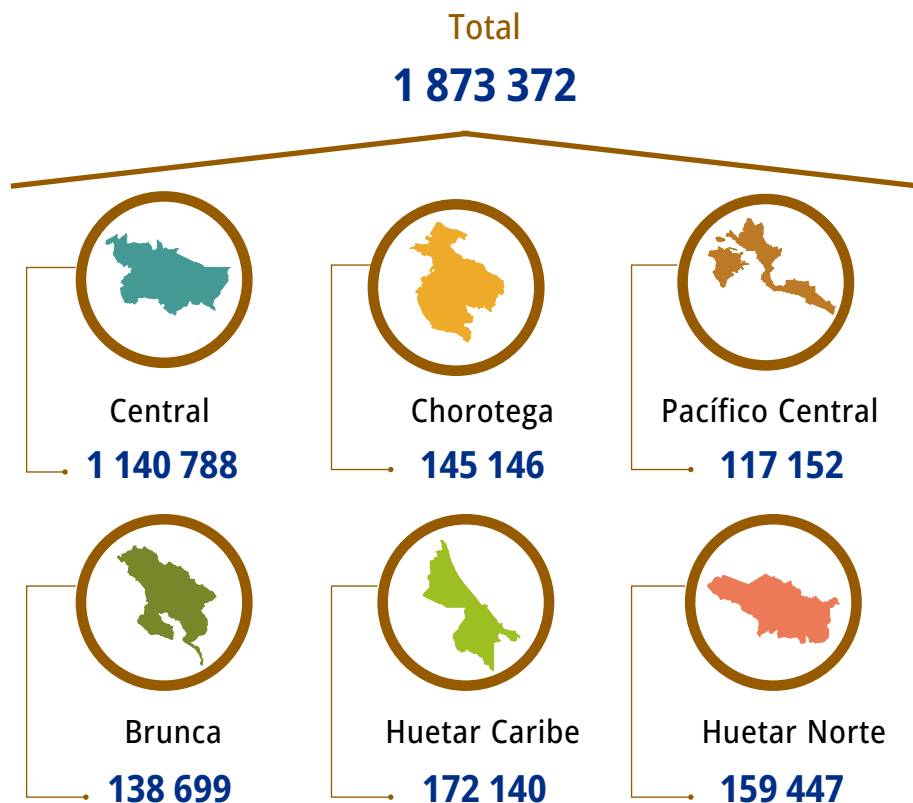 Total
1 873 372
Central
1 140 788
Chorotega
145 146
Pacífico Central
117 152
Brunca
138 699
Huetar Caribe
172 140
Huetar Norte
159 447